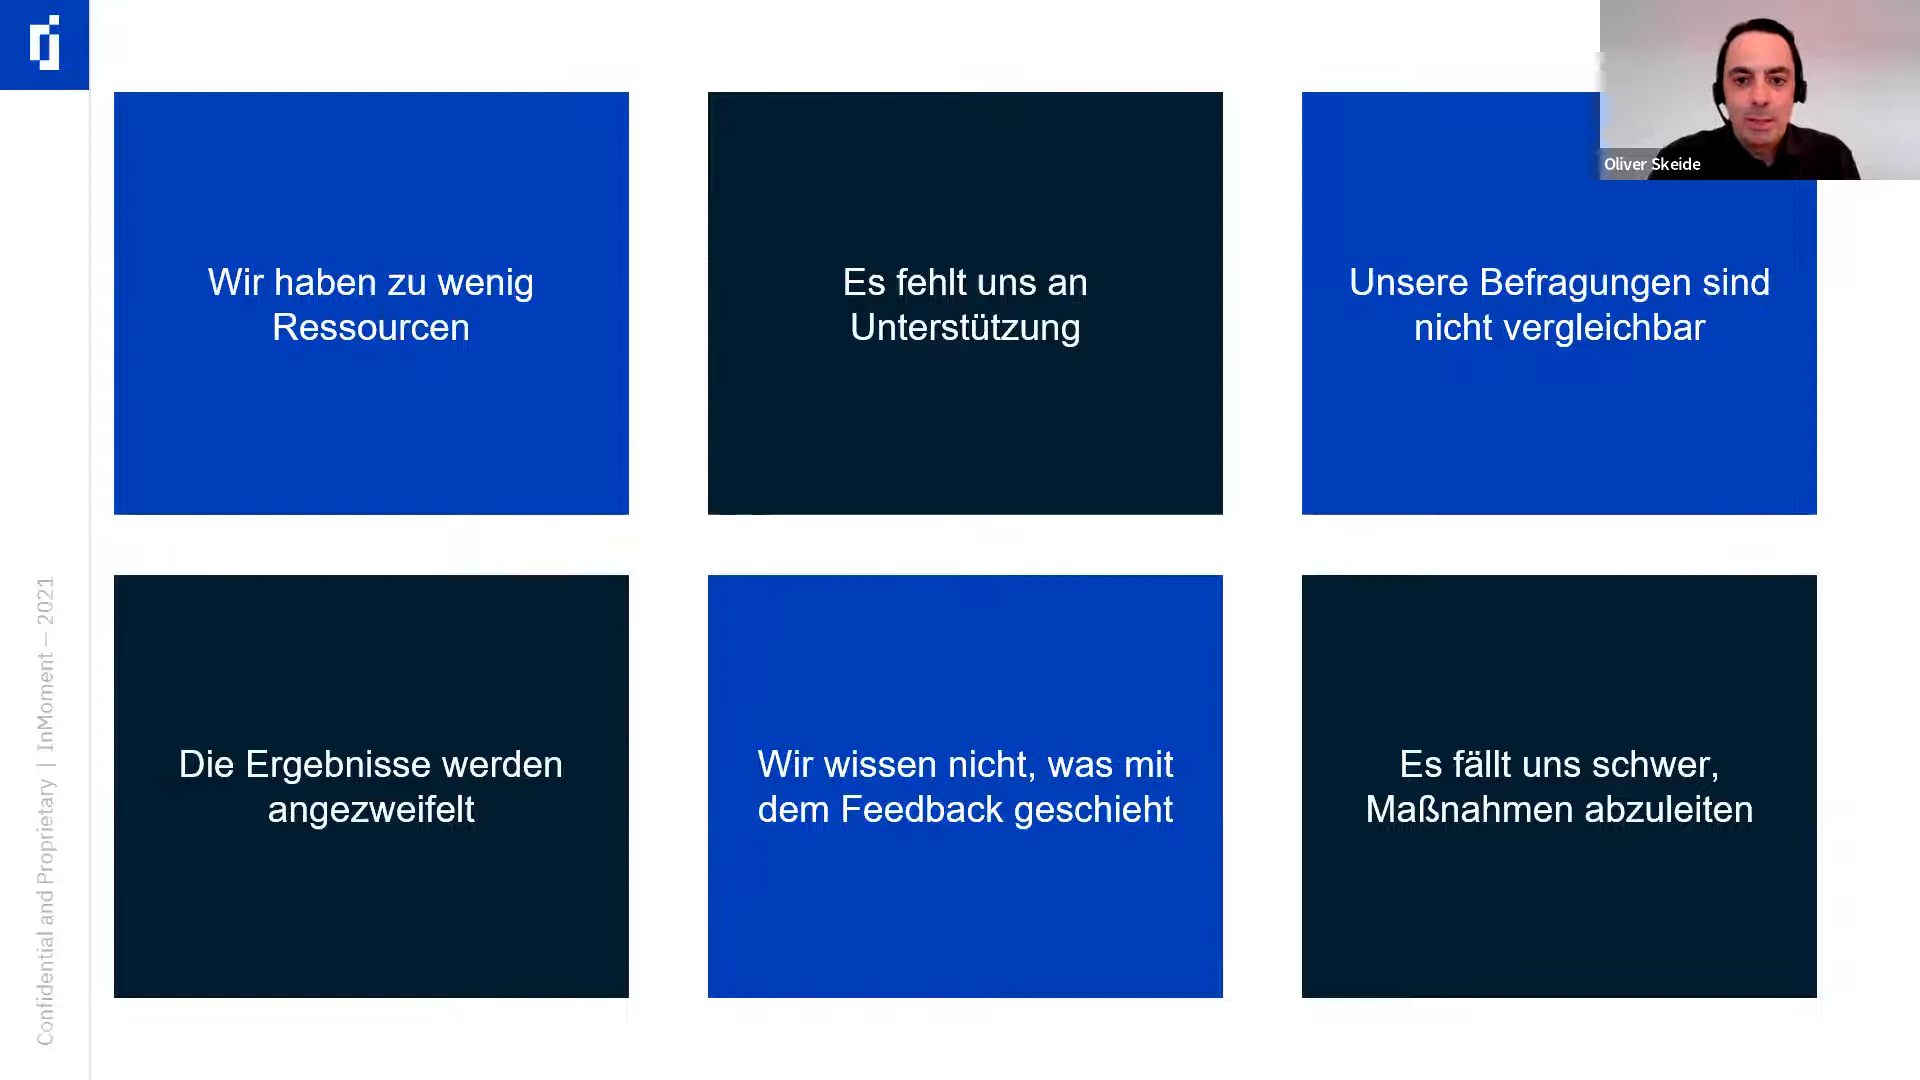 Oliver Skeide
Wir haben zu wenig
Ressourcen
Es fehlt uns an
Unterstützung
Unsere Befragungen sind
nicht vergleichbar
Die Ergebnisse werden
angezweifelt
Wir wissen nicht, was mit
dem Feedback geschieht
Es fällt uns schwer,
Maßnahmen abzuleiten
Confidential and Proprietary | InMoment – 2021